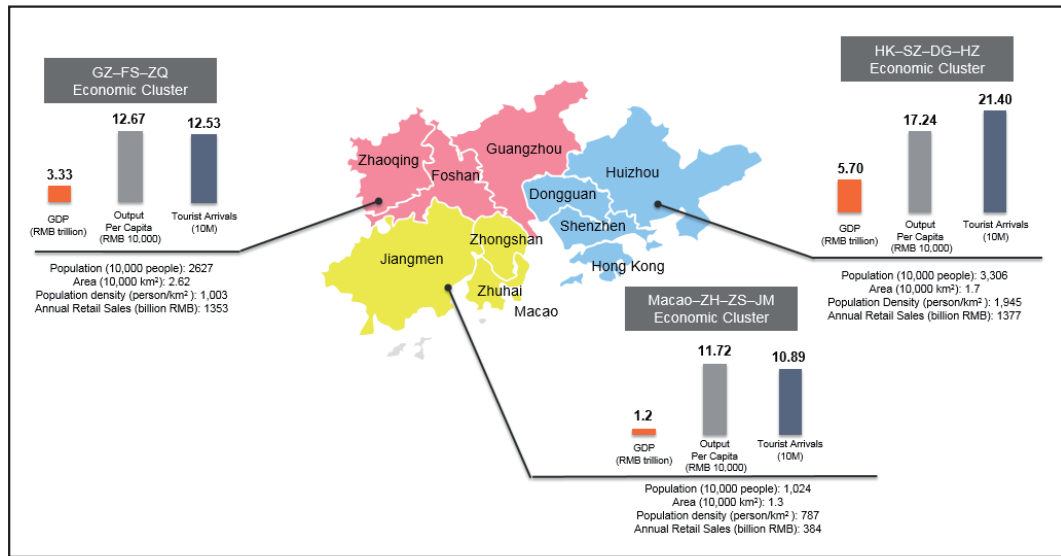 GZ–FS–ZQ
Economic Cluster
3.33
12.67
12.53
GDP
(RMB trillion)
Output
Per Capita
(RMB 10,000)
Tourist Arrivals
(10M)
Population (10,000 people): 2627
Area (10,000 km²): 2.62
Population density (person/km²): 1,003
Annual Retail Sales (billion RMB): 1353
Zhaoqing
Foshan
Guangzhou
Huizhou
Dongguan
Shenzhen
Hong Kong
Jiangmen
Zhongshan
Zhuhai
Macao
HK–SZ–DG–HZ
Economic Cluster
5.70
17.24
21.40
GDP
(RMB trillion)
Output
Per Capita
(RMB 10,000)
Tourist Arrivals
(10M)
Population (10,000 people): 3,306
Area (10,000 km²): 1.7
Population Density (person/km²): 1,945
Annual Retail Sales (billion RMB): 1377
Macao–ZH–ZS–JM
Economic Cluster
1.2
11.72
10.89
GDP
(RMB trillion)
Output
Per Capita
(RMB 10,000)
Tourist Arrivals
(10M)
Population (10,000 people): 1,024
Area (10,000 km²): 1.3
Population density (person/km²): 787
Annual Retail Sales (billion RMB): 384